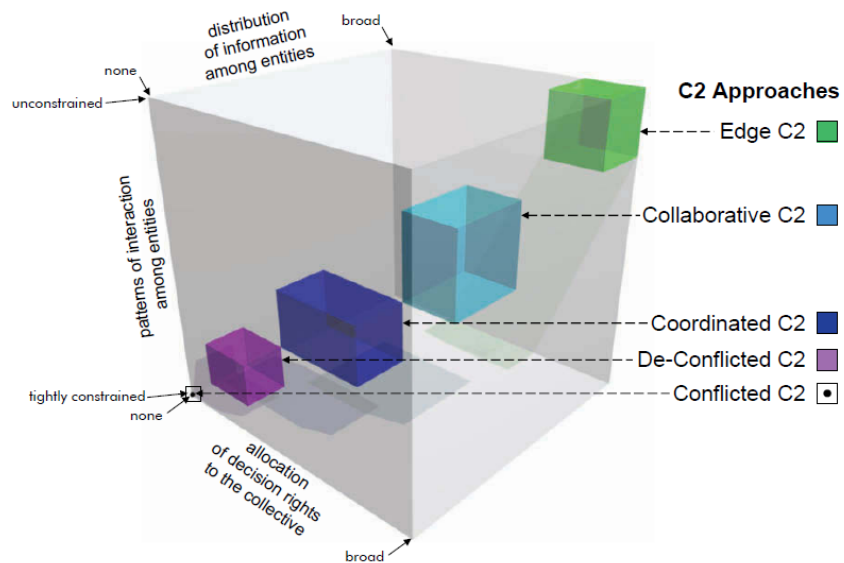 distribution
of information
among entities
broad
none
unconstrained
C2 Approaches
Edge C2
Collaborative C2
patterns of interaction
among entities
Coordinated C2
De-Conflicted C2
Conflicted C2
tightly constrained
none
allocation
of decision rights
to the collective
broad